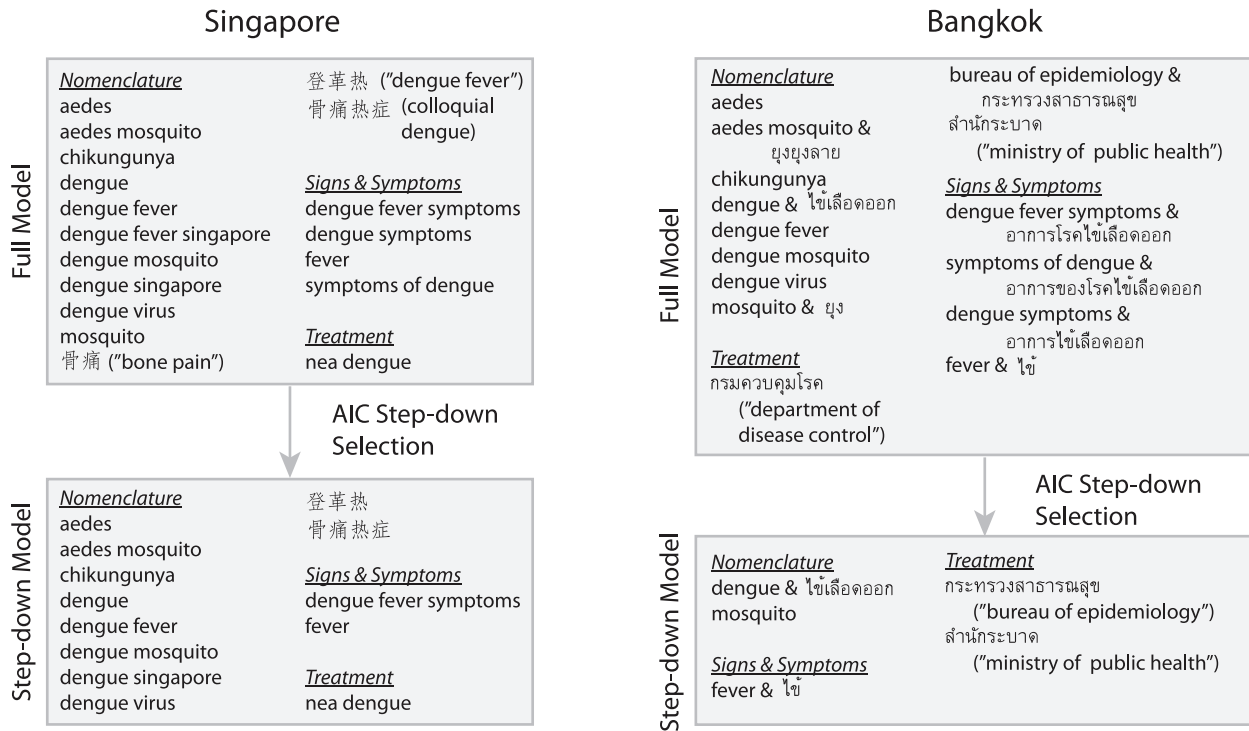 Singapore
Full Model
Nomenclature
aedes
aedes mosquito
chikungunya
dengue
dengue fever
dengue fever singapore
dengue mosquito
dengue singapore
dengue virus
mosquito
骨痛 ("bone pain")
登革热 ("dengue fever")
骨痛热症 (colloquial
dengue)
Signs & Symptoms
dengue fever symptoms
dengue symptoms
fever
symptoms of dengue
Treatment
nea dengue
AIC Step-down
Selection
Step-down Model
Nomenclature
aedes
aedes mosquito
chikungunya
dengue
dengue fever
dengue mosquito
dengue singapore
dengue virus
登革热
骨痛热症
Signs & Symptoms
dengue fever symptoms
fever
Treatment
nea dengue
Bangkok
Full Model
Nomenclature
aedes
aedes mosquito &
ยุงยุงลาย
chikungunya
dengue & ไข้เลือดออก
dengue fever
dengue mosquito
dengue virus
mosquito & ยุง
Treatment
กรมควบคุมโรค
("department of
disease control")
bureau of epidemiology &
กระทรวงสาธารณสุข
สำนักระบาด
("ministry of public health")
Signs & Symptoms
dengue fever symptoms &
อาการโรคไข้เลือดออก
symptoms of dengue &
อาการของโรคไข้เลือดออก
dengue symptoms &
อาการไข้เลือดออก
fever & ไข้
AIC Step-down
Selection
Step-down Model
Nomenclature
dengue & ไข้เลือดออก
mosquito
Signs & Symptoms
fever & ไข้
Treatment
กระทรวงสาธารณสุข
("bureau of epidemiology")
สำนักระบาด
("ministry of public health")